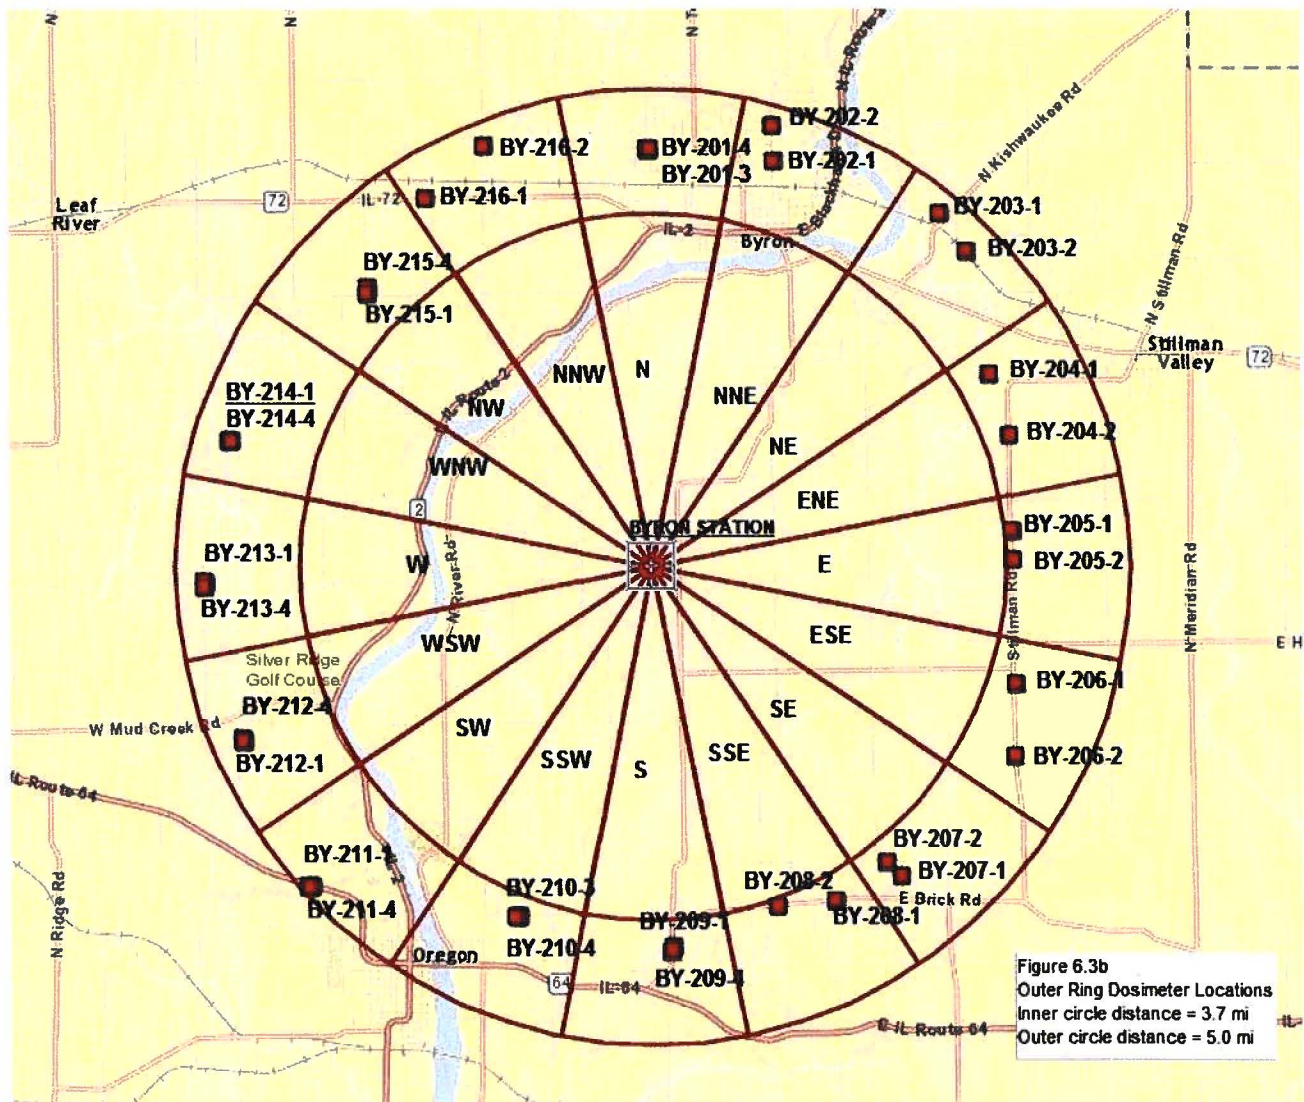 N
N
N IL Route 2
BY-202-2
BY-216-2
BY-201-4
BY-202-1
BY-201-3
N Kishwaukee Rd
72
IL-72
BY-216-1
Leaf
River
BY-203-1
IL-2
Byron
BY-203-2
BY-215-4
BY-215-1
N Stillman Rd
Stillman
Valley
72
NNW
N
BY-204-1
BY-214-1
BY-214-4
IL Route 2
NW
NNE
BY-204-2
NE
WNW
ENE
2
BYRON STATION
BY-205-1
BY-213-1
W
E
BY-205-2
BY-213-4
N River Rd
Stillman Rd
N Meridian Rd
ESE
WSW
E H
Silver Ridge
Golf Course
BY-206-1
BY-212-4
W Mud Creek Rd
SW
SE
SSE
BY-212-1
SSW
S
BY-206-2
IL Route 64
BY-207-2
BY-211-1
IL-2
BY-207-1
BY-210-3
BY-208-2
E Brick Rd
BY-211-4
BY-209-1
BY-208-1
N Ridge Rd
BY-210-4
Oregon
BY-209-4
64
IL-64
E IL Route 64
IL-
Figure 6.3b
Outer Ring Dosimeter Locations
Inner circle distance = 3.7 mi
Outer circle distance = 5.0 mi